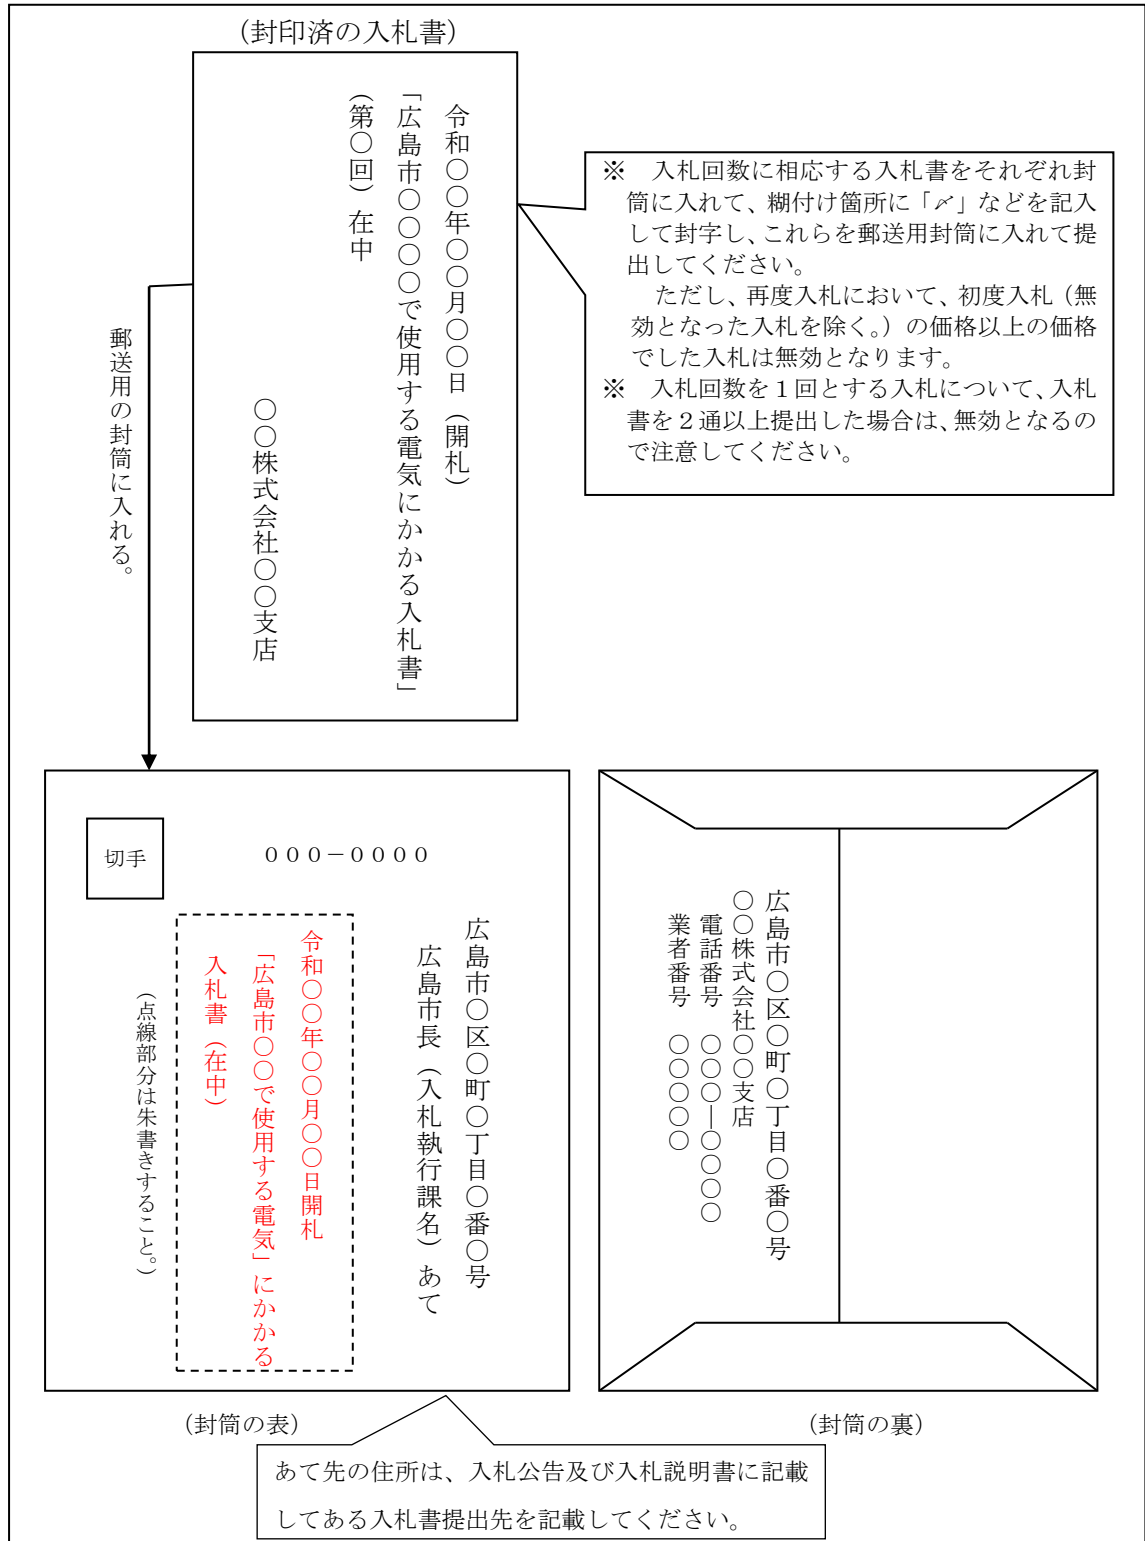 (封印済の入札書)
令和〇〇年〇〇月〇〇日(開札)
「広島市〇〇〇〇で使用する電気にかかる入札書」
(第〇回)在中
〇〇株式会社〇〇支店
※ 入札回数に相応する入札書をそれぞれ封
筒に入れて、糊付け箇所に「〆」などを記入
して封字し、これらを郵送用封筒に入れて提
出してください。
ただし、再度入札において、初度入札(無
効となった入札を除く。)の価格以上の価格
でした入札は無効となります。
※ 入札回数を1回とする入札について、入札
書を2通以上提出した場合は、無効となるの
で注意してください。
郵送用の封筒に入れる。
切手
000-0000
広島市〇区〇町〇丁目〇番〇号
広島市長(入札執行課名)あて
令和〇〇年〇〇月〇〇日開札
「広島市〇〇で使用する電気」にかかる
入札書(在中)
(点線部分は朱書きすること。)
(封筒の表)
広島市〇区〇町〇丁目〇番〇号
〇〇株式会社〇〇支店
電話番号 〇〇〇―〇〇〇〇
業者番号 〇〇〇〇〇
(封筒の裏)
あて先の住所は、入札公告及び入札説明書に記載
してある入札書提出先を記載してください。